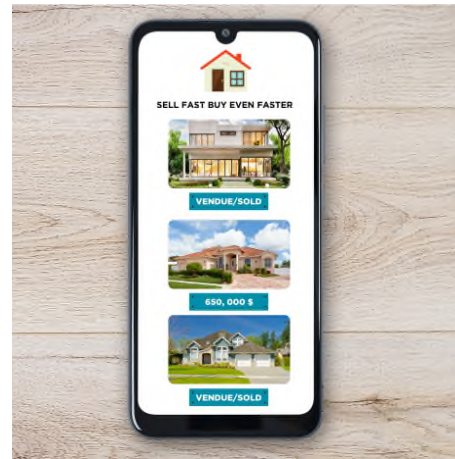 SELL FAST BUY EVEN FASTER
VENDUE/SOLD
650, 000 $
VENDUE/SOLD